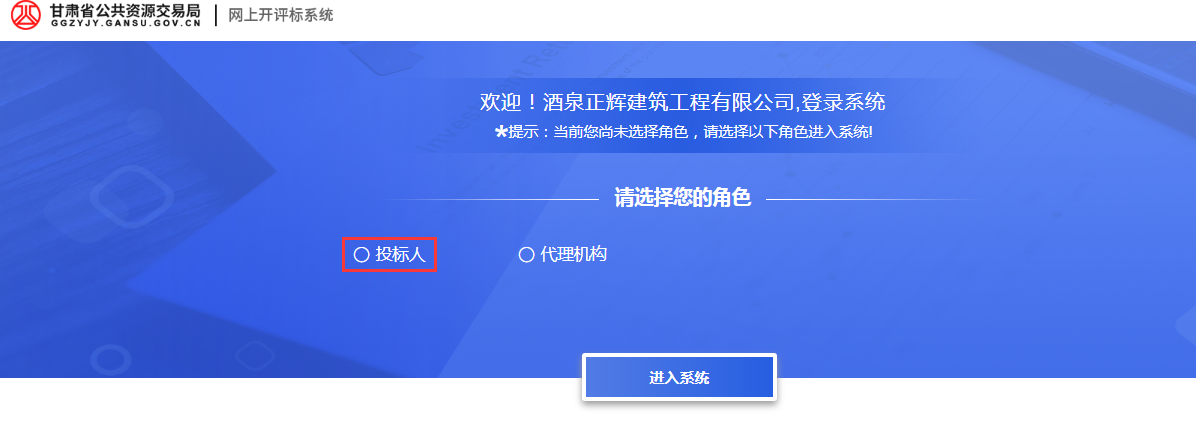 甘肃省公共资源交易局
GGZYJY.GANSU.GOV.CN
网上开评标系统
欢迎！酒泉正辉建筑工程有限公司,登录系统
*提示：当前您尚未选择角色，请选择以下角色进入系统!
请选择您的角色
投标人
代理机构
进入系统